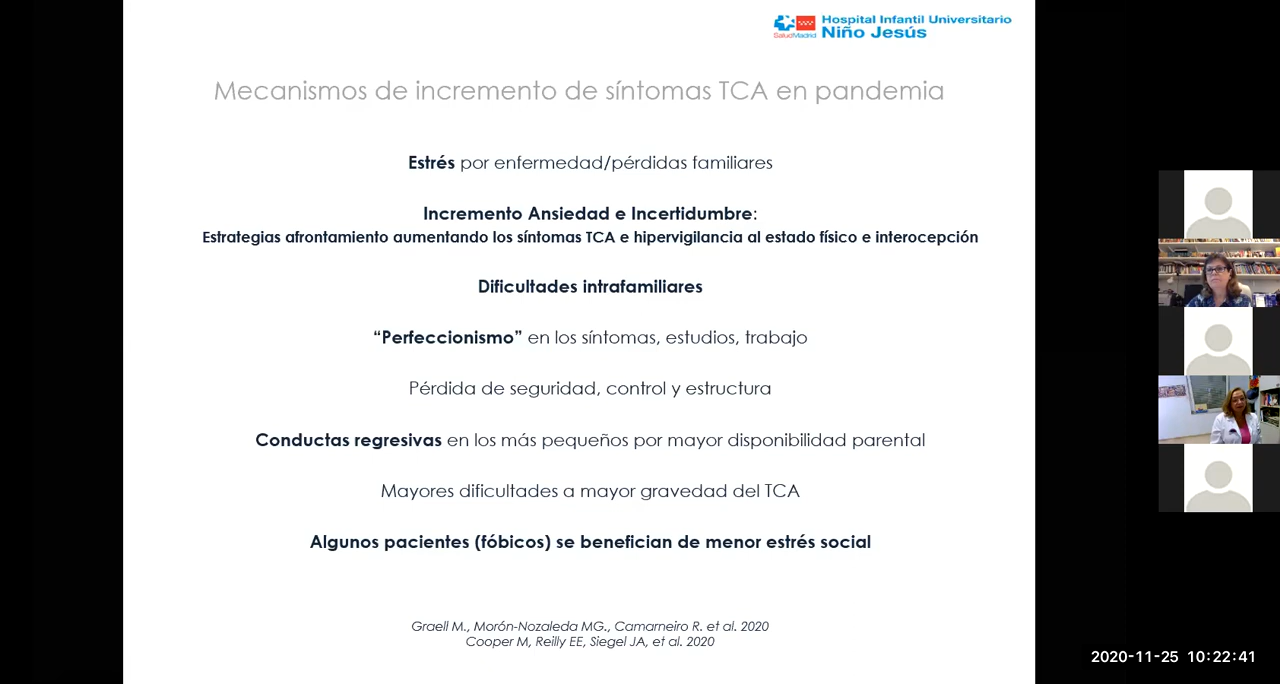 SaludMadrid
Hospital Infantil Universitario
Niño Jesús
Mecanismos de incremento de síntomas TCA en pandemia
Estrés por enfermedad/pérdidas familiares
Incremento Ansiedad e Incertidumbre:
Estrategias afrontamiento aumentando los síntomas TCA e hipervigilancia al estado físico e interocepción
Dificultades intrafamiliares
“Perfeccionismo” en los síntomas, estudios, trabajo
Pérdida de seguridad, control y estructura
Conductas regresivas en los más pequeños por mayor disponibilidad parental
Mayores dificultades a mayor gravedad del TCA
Algunos pacientes (fóbicos) se benefician de menor estrés social
Graell M., Morón-Nozaleda MG., Camarneiro R. et al. 2020
Cooper M, Reilly EE, Siegel JA, et al. 2020
2020-11-25 10:22:41